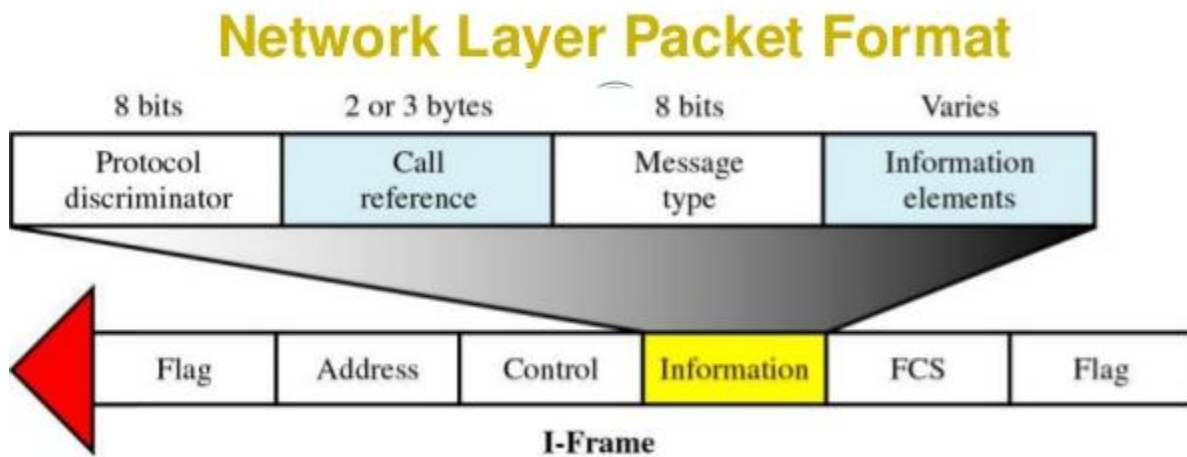 Network Layer Packet Format
8 bits
2 or 3 bytes
8 bits
Varies
Protocol
discriminator
Call
reference
Message
type
Information
elements
Flag
Address
Control
Information
FCS
Flag
I-Frame